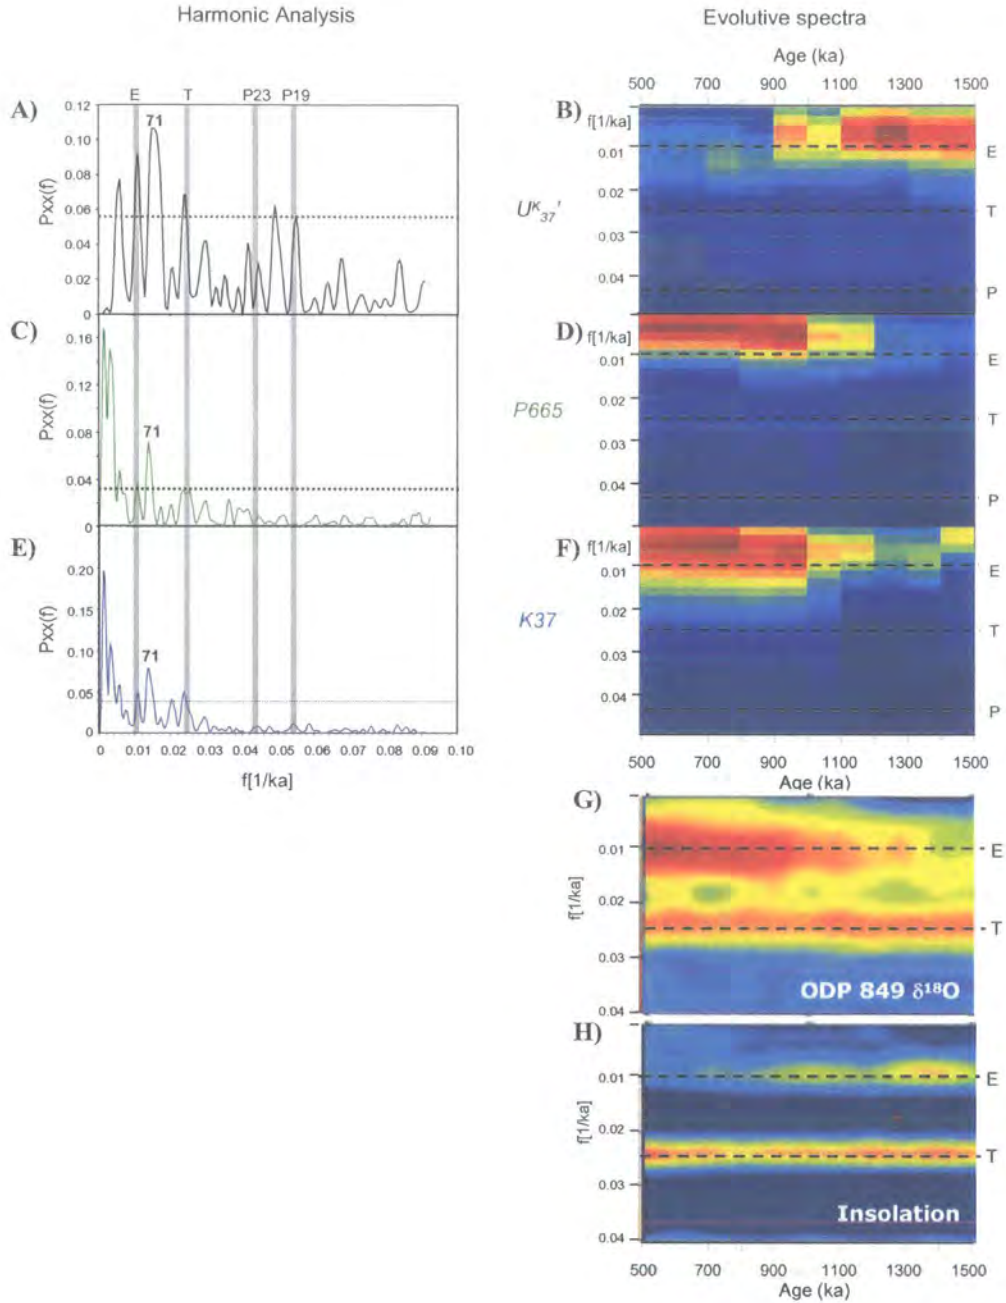 Harmonic Analysis
Evolutive spectra
Age (ka)
500 700 900 1100 1300 1500
A)
E T P23 P19
0.12
0.10
0.08
0.06
0.04
0.02
0
Pxx(f)
71
B)
f[1/ka]
0.01
0.02
0.03
0.04
E
T
P
U^K_37'
C)
0.16
0.12
0.08
0.04
0
Pxx(f)
71
D)
f[1/ka]
0.01
0.02
0.04
E
T
P
P665
E)
0.20
0.15
0.10
0.05
0
Pxx(f)
71
0 0.01 0.02 0.03 0.04 0.05 0.06 0.07 0.08 0.09 0.10
f[1/ka]
F)
f[1/ka]
0.01
0.02
0.04
E
T
P
K37
500 700 900 1100 1300 1500
Age (ka)
G)
0.01
0.02
0.03
0.04
f[1/ka]
E
T
ODP 849 δ¹⁸O
H)
0.01
0.02
0.03
0.04
f[1/ka]
E
T
Insolation
500 700 900 1100 1300 1500
Age (ka)